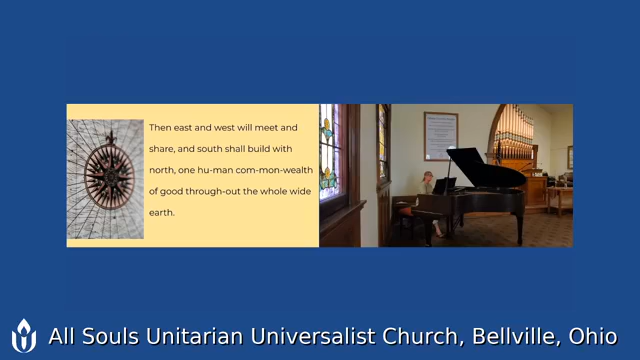 Then east and west will meet and
share, and south shall build with
north, one hu-man com-mon-wealth
of good through-out the whole wide
earth.
All Souls Unitarian Universalist Church, Bellville, Ohio